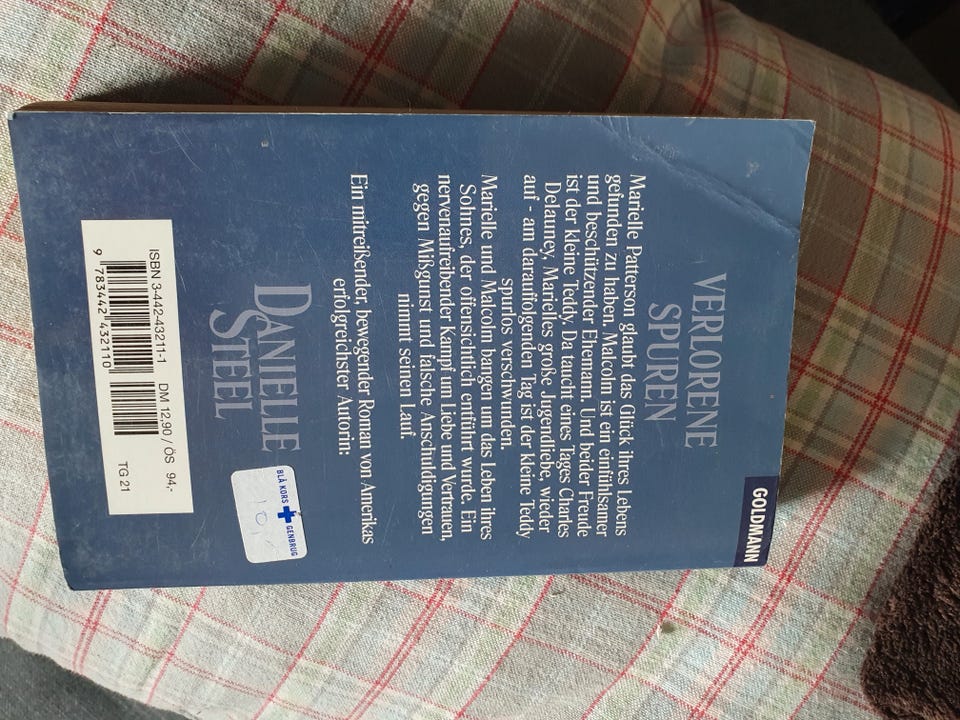 GOLDMANN
VERLORENE
SPUREN
Marielle Patterson glaubt das Glück ihres Lebens
gefunden zu haben. Malcolm ist ein einfühlsamer
und beschützender Ehemann. Und beider Freude
ist der kleine Teddy. Da taucht eines Tages Charles
Delauney, Marielles große Jugendliebe, wieder
auf - am darauffolgenden Tag ist der kleine Teddy
spurlos verschwunden.
Marielle und Malcolm bangen um das Leben ihres
Sohnes, der offensichtlich entführt wurde. Ein
nervenaufreibender Kampf um Liebe und Vertrauen,
gegen Mißgunst und falsche Anschuldigungen
nimmt seinen Lauf.
Ein mitreißender, bewegender Roman von Amerikas
erfolgreichster Autorin:
DANIELLE
STEEL
BLÅ KORS GENBRUG
10,-
ISBN 3-442-43211-1 DM 12,90 / ÖS 94,-
TG 21
9 783442 432110